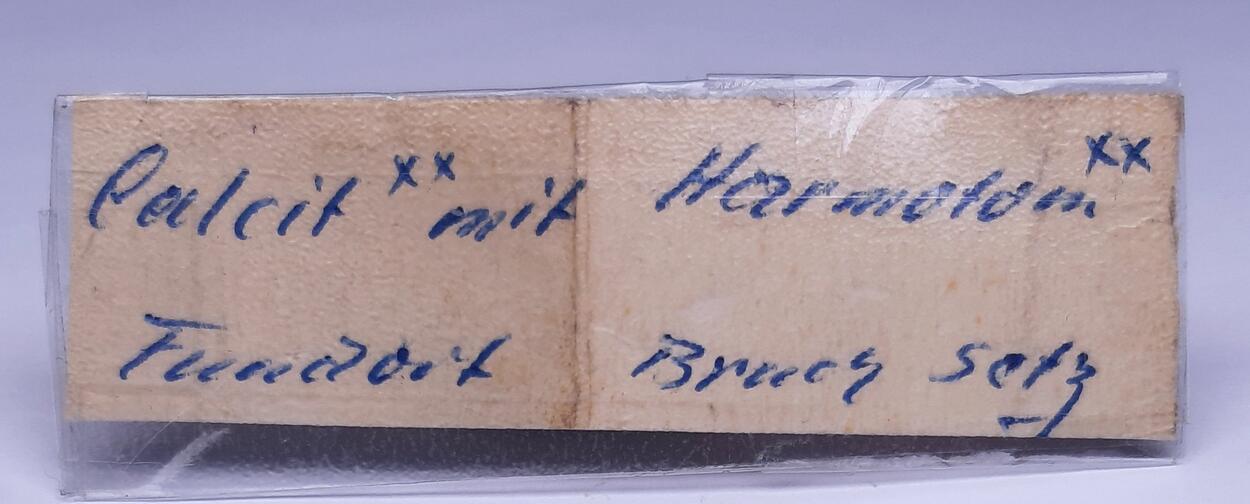 Calcit xx mit Harmotom xx
Fundort Bruch Setz